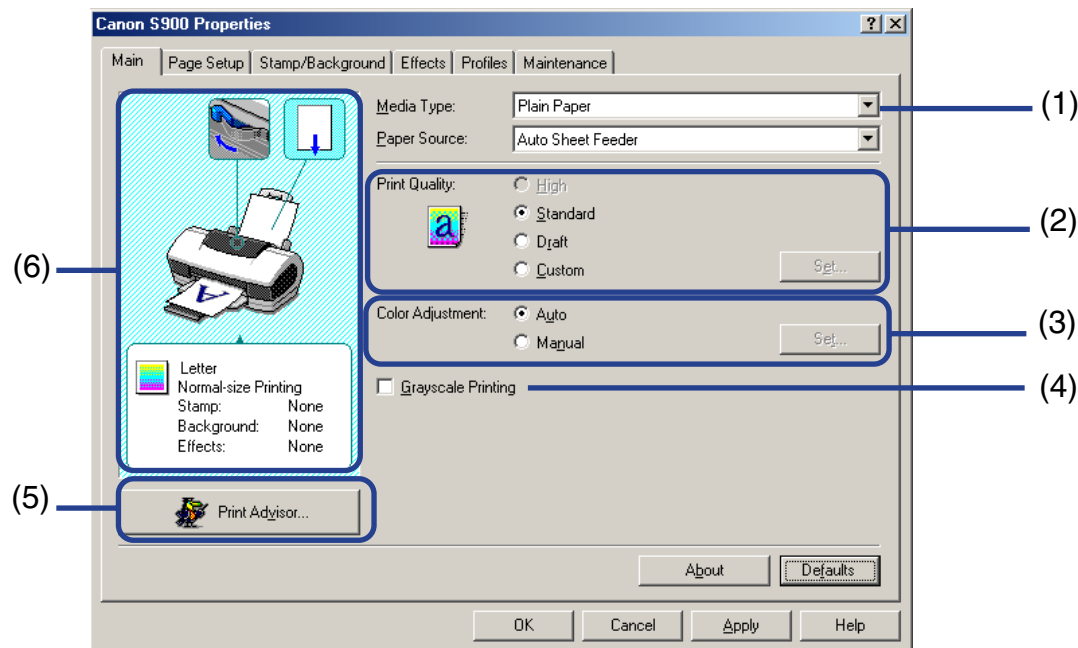 Canon S900 Properties
Main Page Setup Stamp/Background Effects Profiles Maintenance
Media Type: Plain Paper
(1)
Paper Source: Auto Sheet Feeder
Print Quality: High
a
Standard
(2)
Draft
Custom Set...
(6)
A
Color Adjustment: Auto
(3)
Manual Set...
Letter
Normal-size Printing
Stamp: None
Background: None
Effects: None
Grayscale Printing
(4)
(5)
Print Advisor...
About Defaults
OK Cancel Apply Help